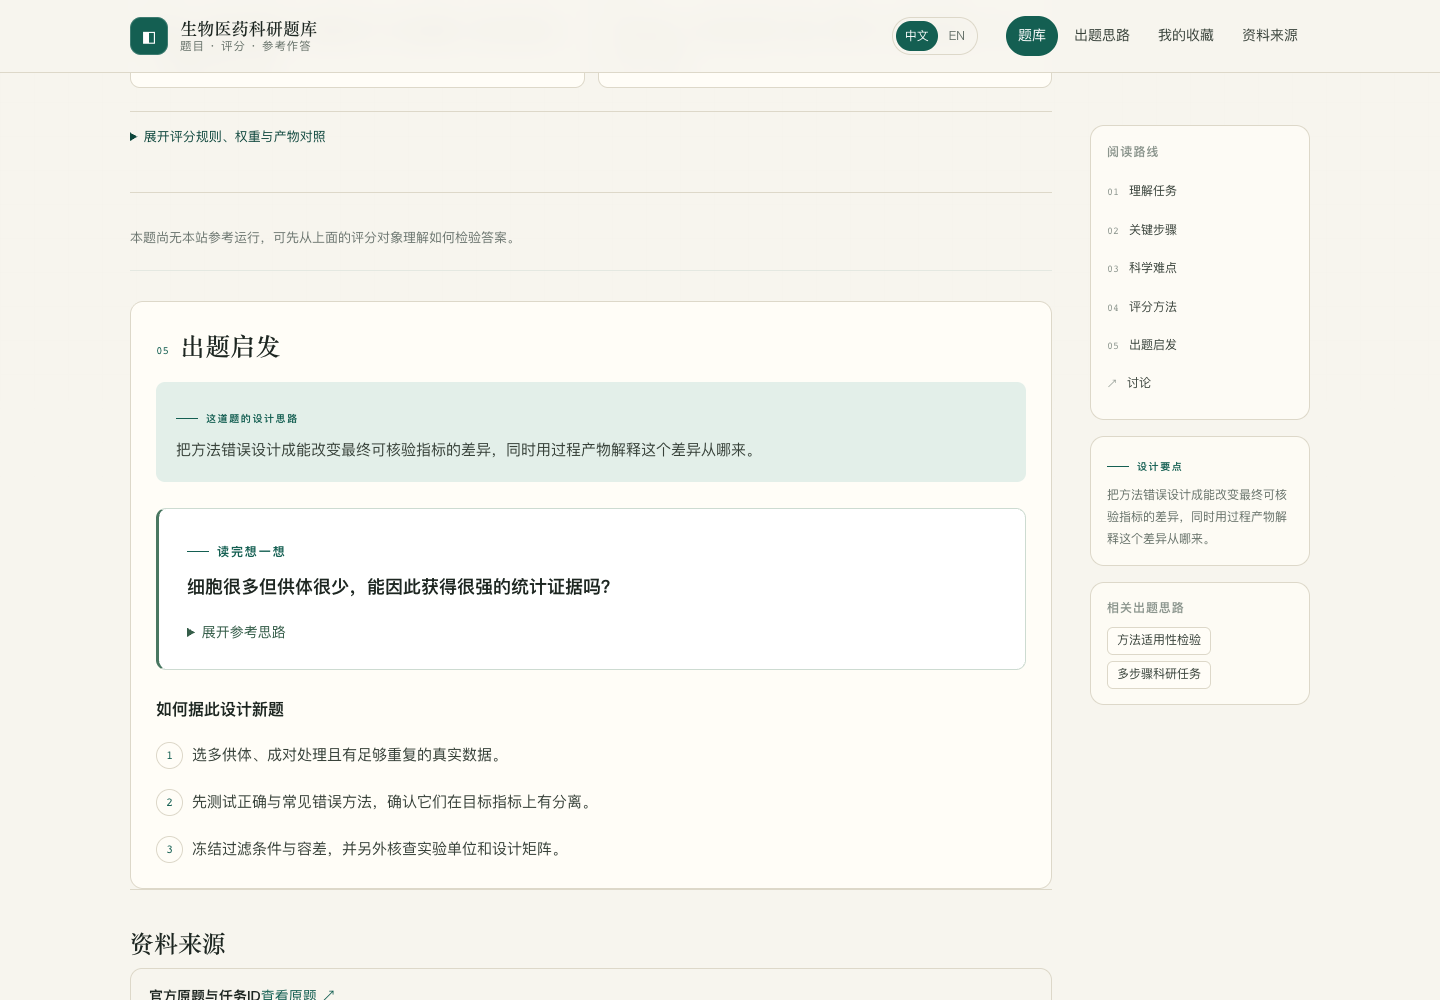 生物医药科研题库
题目 · 评分 · 参考作答
中文 EN 题库 出题思路 我的收藏 资料来源
展开评分规则、权重与产物对照
本题尚无本站参考运行，可先从上面的评分对象理解如何检验答案。
05 出题启发
这道题的设计思路
把方法错误设计成能改变最终可核验指标的差异，同时用过程产物解释这个差异从哪来。
读完想一想
细胞很多但供体很少，能因此获得很强的统计证据吗？
展开参考思路
如何据此设计新题
1 选多供体、成对处理且有足够重复的真实数据。
2 先测试正确与常见错误方法，确认它们在目标指标上有分离。
3 冻结过滤条件与容差，并另外核查实验单位和设计矩阵。
资料来源
官方原题与任务ID查看原题 ↗
阅读路线
01 理解任务
02 关键步骤
03 科学难点
04 评分方法
05 出题启发
↗ 讨论
设计要点
把方法错误设计成能改变最终可核
验指标的差异，同时用过程产物解
释这个差异从哪来。
相关出题思路
方法适用性检验
多步骤科研任务